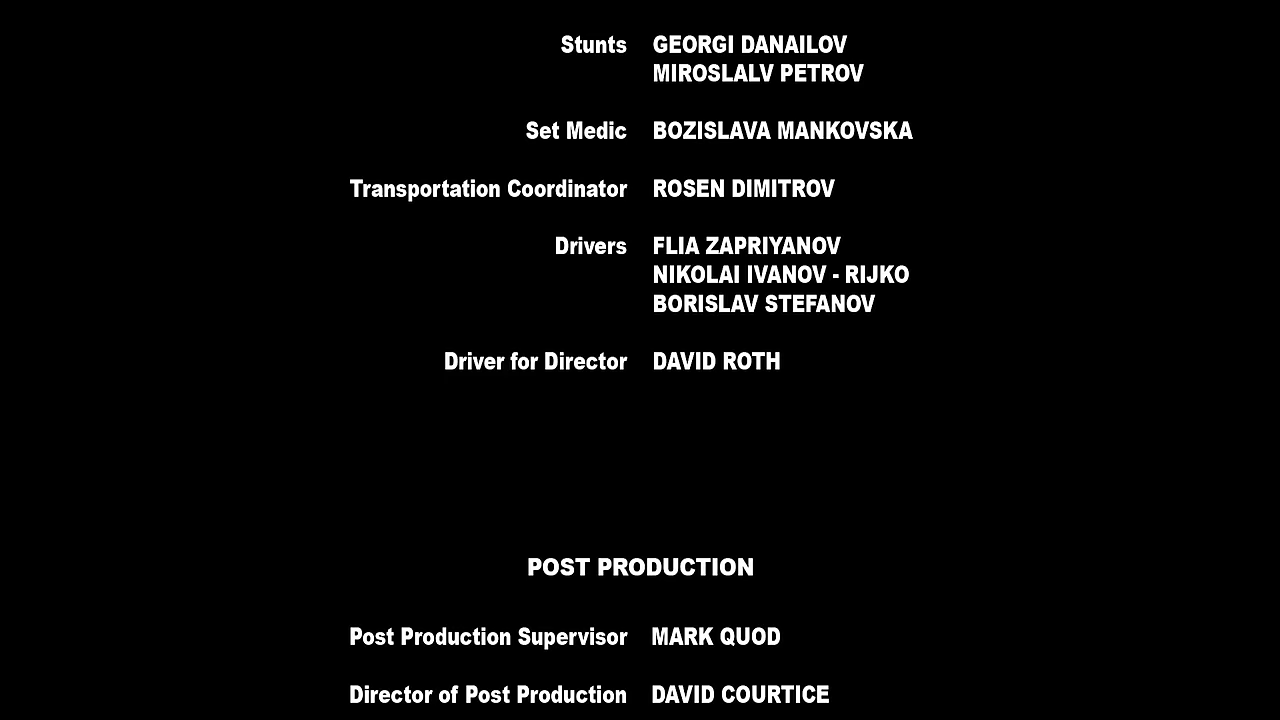 Stunts GEORGI DANAILOV
MIROSLALV PETROV
Set Medic BOZISLAVA MANKOVSKA
Transportation Coordinator ROSEN DIMITROV
Drivers FLIA ZAPRIYANOV
NIKOLAI IVANOV - RIJKO
BORISLAV STEFANOV
Driver for Director DAVID ROTH
POST PRODUCTION
Post Production Supervisor MARK QUOD
Director of Post Production DAVID COURTICE